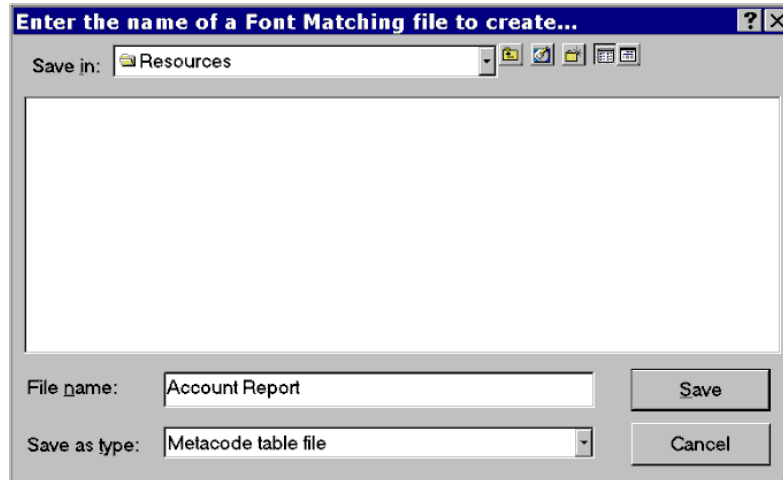 Enter the name of a Font Matching file to create...
Save in: Resources
File name: Account Report
Save
Save as type: Metacode table file
Cancel